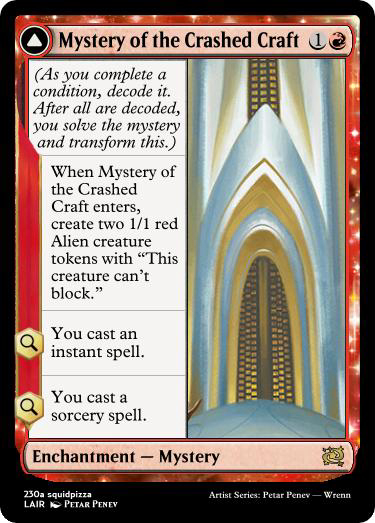 Mystery of the Crashed Craft 1
(As you complete a
condition, decode it.
After all are decoded,
you solve the mystery
and transform this.)
When Mystery of
the Crashed
Craft enters,
create two 1/1 red
Alien creature
tokens with “This
creature can’t
block.”
You cast an
instant spell.
You cast a
sorcery spell.
Enchantment — Mystery
230a squidpizza
LAIR Petar Penev
Artist Series: Petar Penev — Wrenn